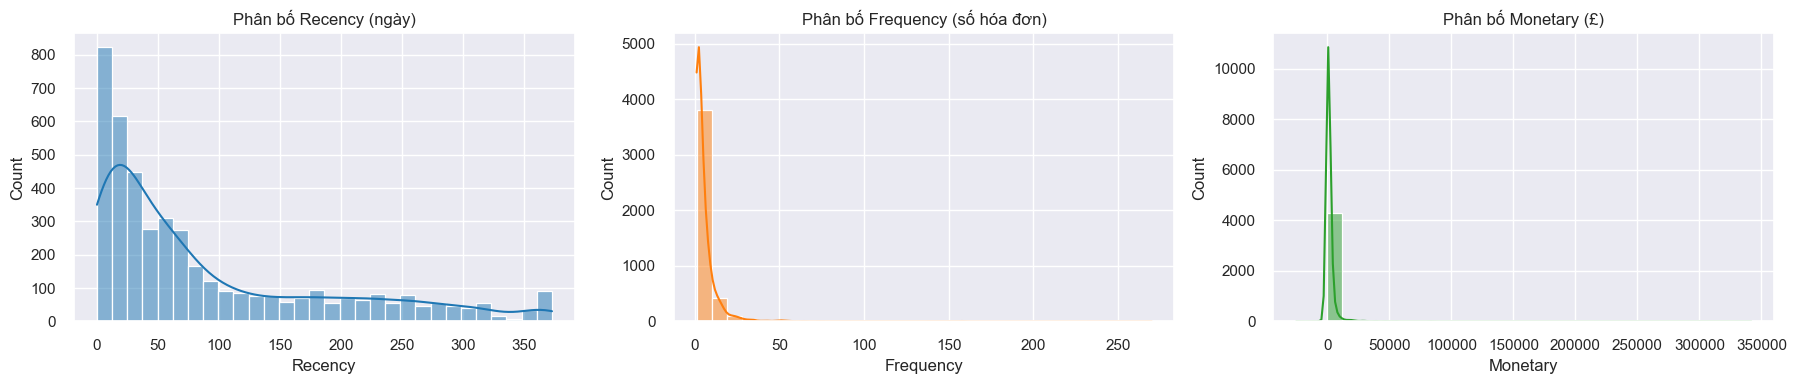 Phân bố Recency (ngày)
Count
800
700
600
500
400
300
200
100
0
0 50 100 150 200 250 300 350
Recency
Phân bố Frequency (số hóa đơn)
Count
5000
4000
3000
2000
1000
0
0 50 100 150 200 250
Frequency
Phân bố Monetary (£)
Count
10000
8000
6000
4000
2000
0
0 50000 100000 150000 200000 250000 300000 350000
Monetary